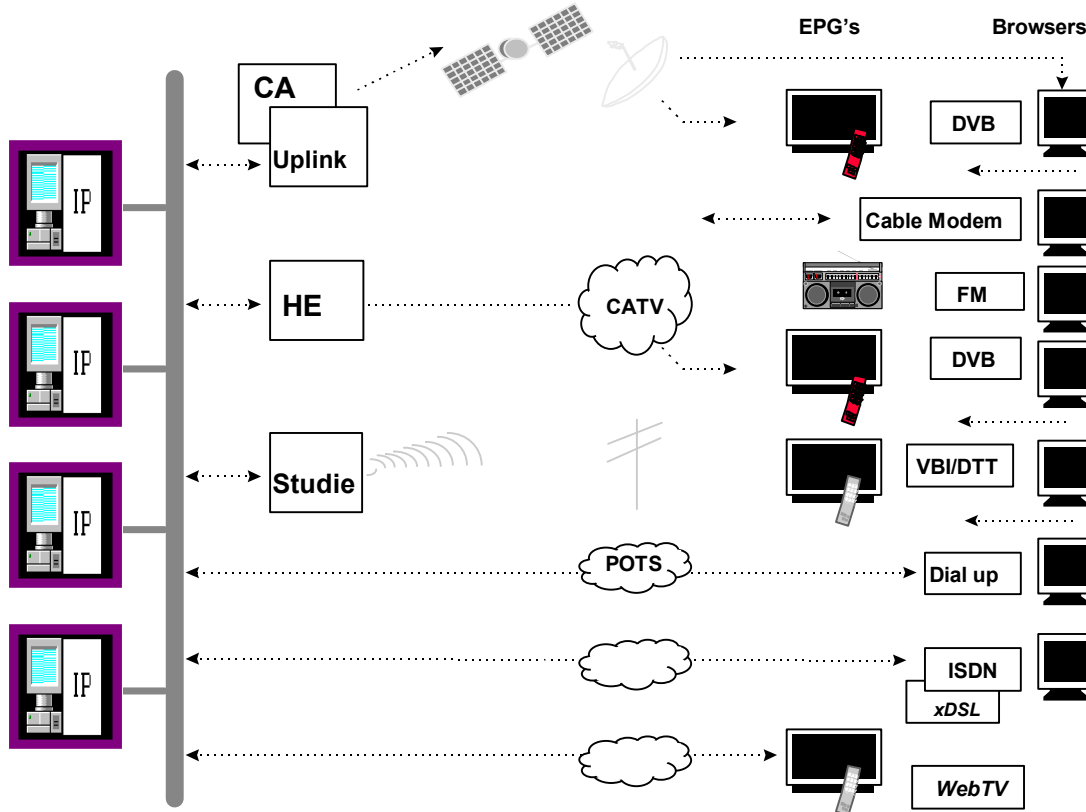 EPG's
Browsers
CA
Uplink
DVB
IP
Cable Modem
HE
CATV
FM
IP
DVB
Studie
VBI/DTT
IP
POTS
Dial up
IP
ISDN
xDSL
WebTV